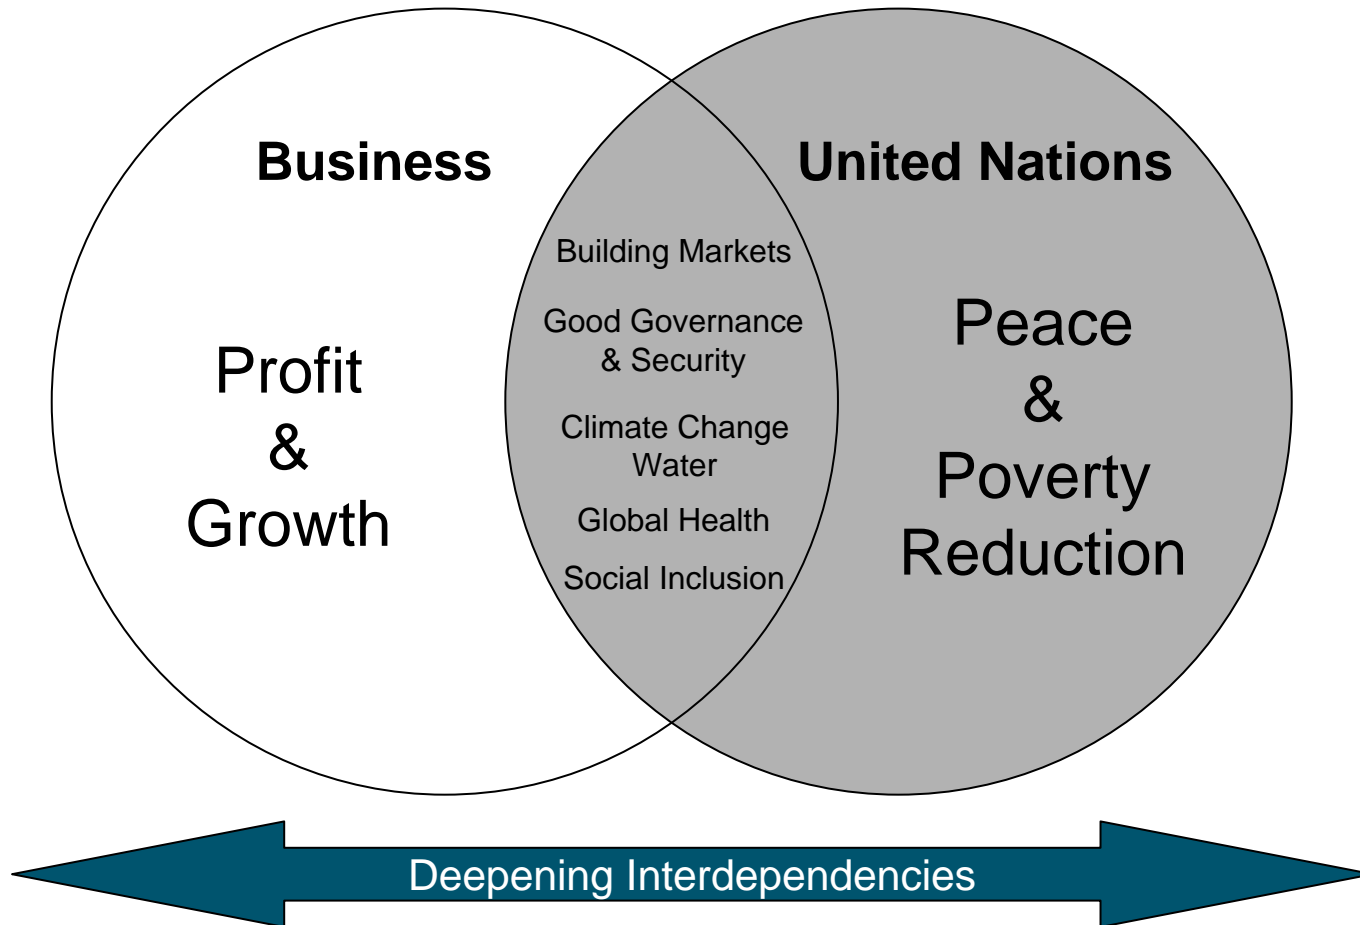 Business
United Nations
Profit
&
Growth
Building Markets
Good Governance
& Security
Climate Change
Water
Global Health
Social Inclusion
Peace
&
Poverty
Reduction
Deepening Interdependencies